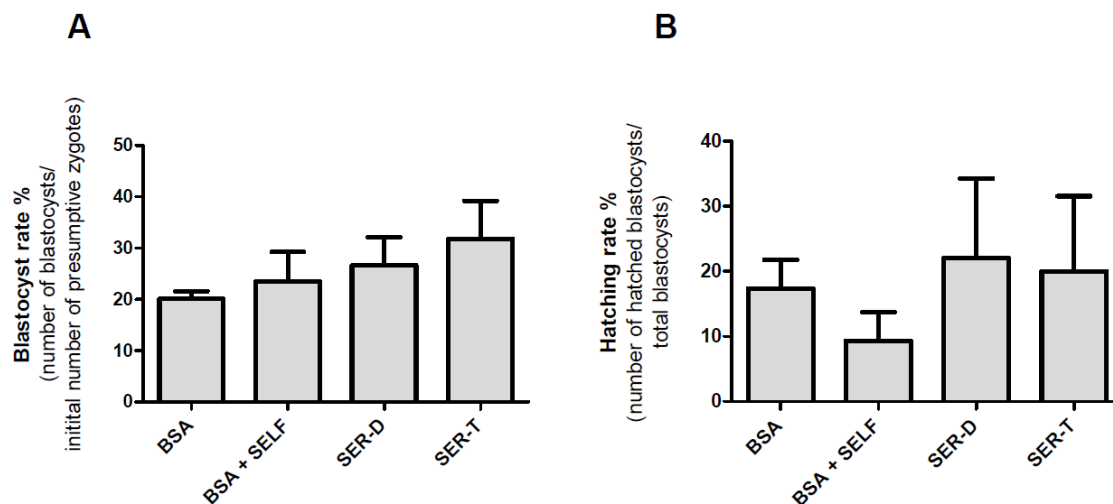 A
Blastocyst rate %
(number of blastocysts/
initital number of presumptive zygotes)
50
40
30
20
10
0
BSA
BSA + SELF
SER-D
SER-T
B
Hatching rate %
(number of hatched blastocysts/
total blastocysts)
40
30
20
10
0
BSA
BSA + SELF
SER-D
SER-T